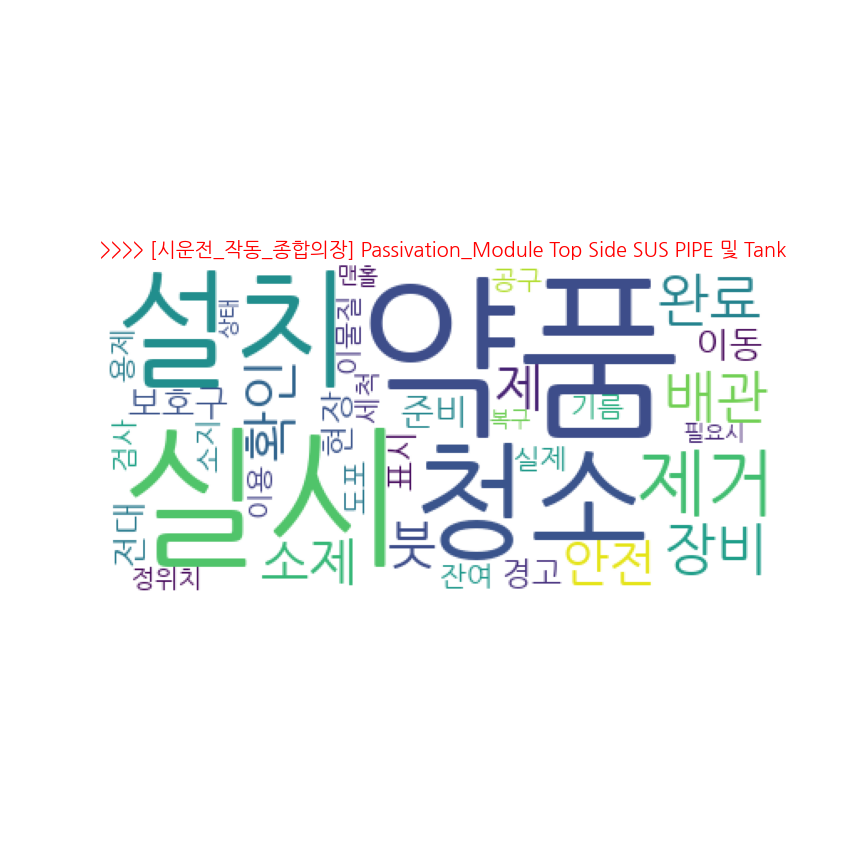 >>>> [시운전_작동_종합의장] Passivation_Module Top Side SUS PIPE 및 Tank
설치
약품
실시
청소
맨홀
공구
완료
상태
이물질
이동
용제
확인
보호구
제
배관
현장
세척
준비
기름
복구
필요시
검사
소지
표시
실제
제거
이용
도포
전대
붓
장비
소제
안전
정위치
잔여
경고